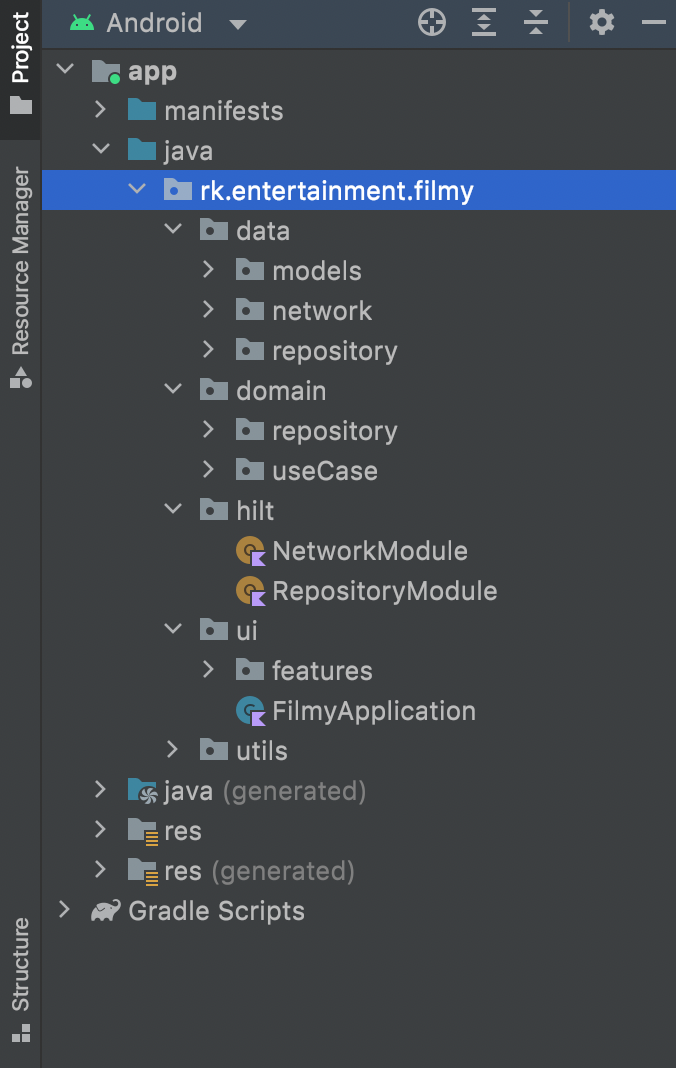 Project
Resource Manager
Structure
Android
app
manifests
java
rk.entertainment.filmy
data
models
network
repository
domain
repository
useCase
hilt
NetworkModule
RepositoryModule
ui
features
FilmyApplication
utils
java (generated)
res
res (generated)
Gradle Scripts